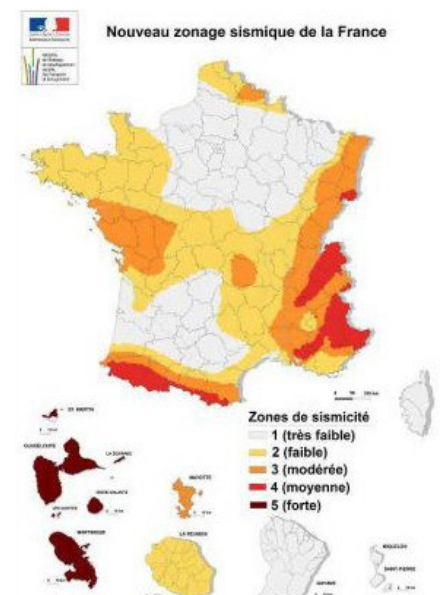 Nouveau zonage sismique de la France
Zones de sismicité
1 (très faible)
2 (faible)
3 (modérée)
4 (moyenne)
5 (forte)
ST MARTIN
GUADELOUPE
LA DESIRADE
MARIE GALANTE
MAYOTTE
MARTINIQUE
LA REUNION
GUYANE
MIQUELON
SAINT PIERRE